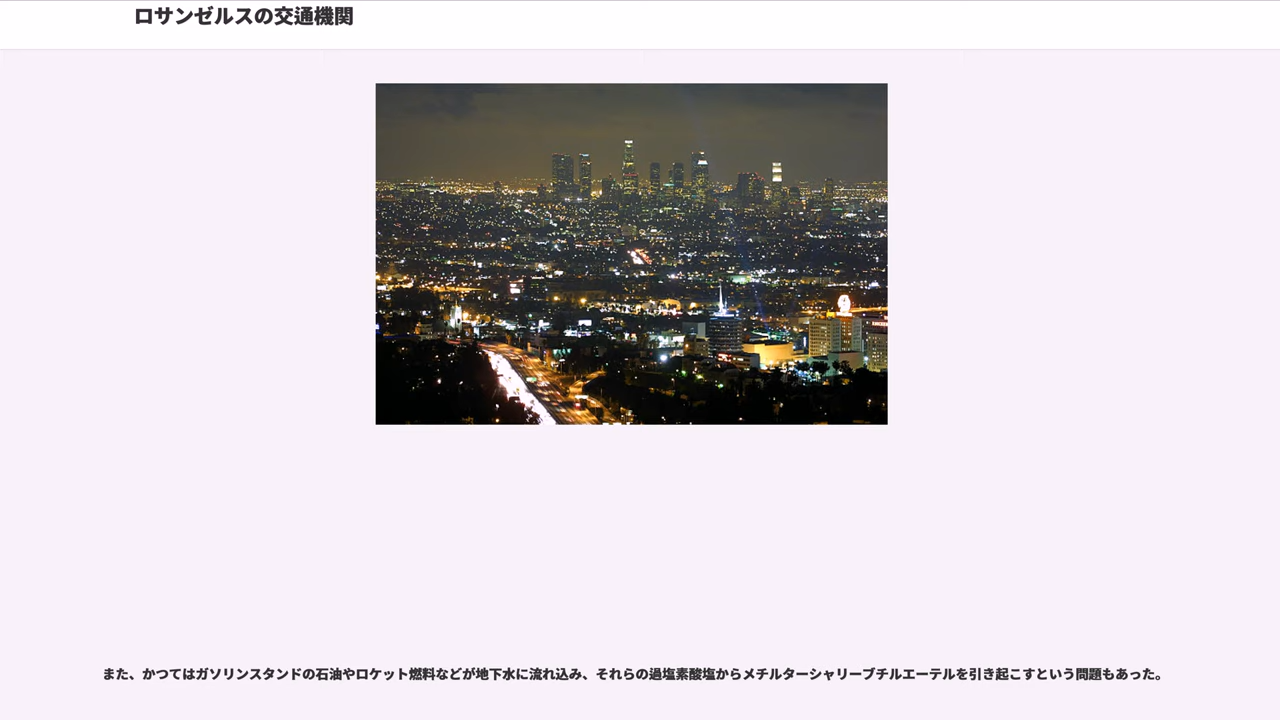 ロサンゼルスの交通機関
また、かつてはガソリンスタンドの石油やロケット燃料などが地下水に流れ込み、それらの過塩素酸塩からメチルターシャリーブチルエーテルを引き起こすという問題もあった。